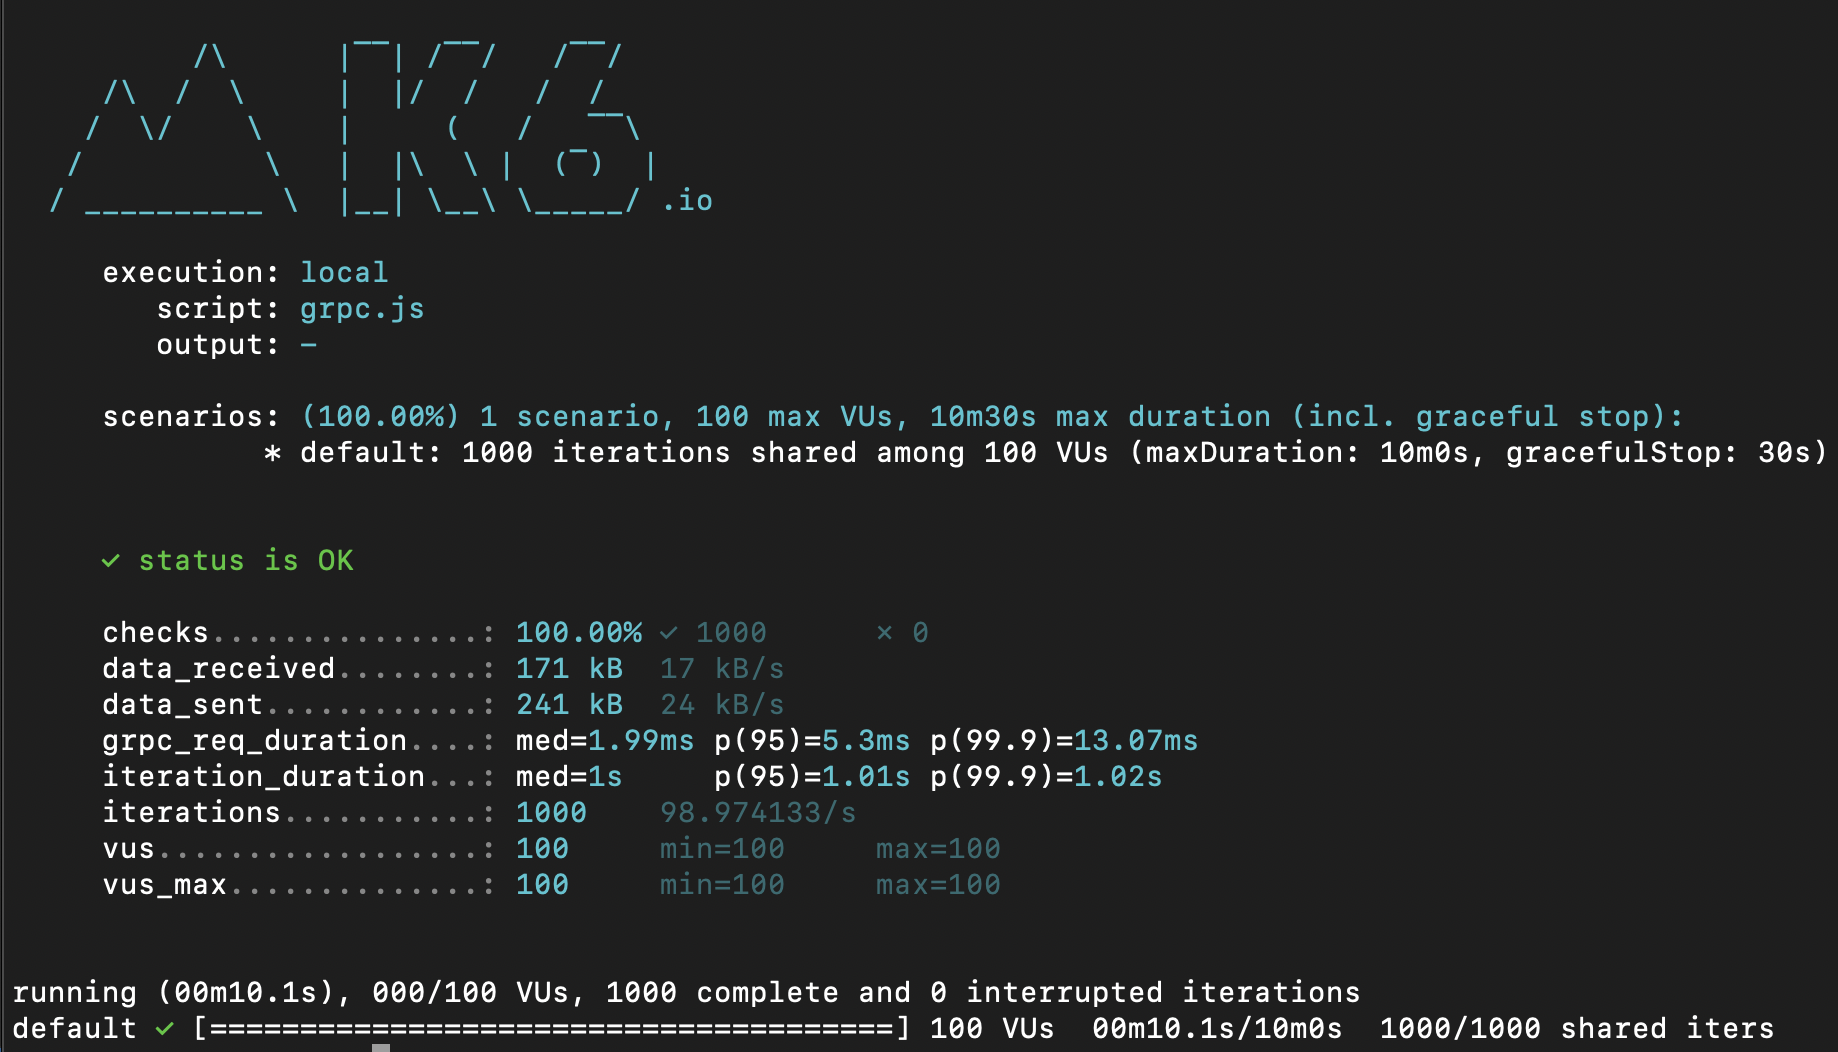 /\      |‾‾| /‾‾/   /‾‾/
    /\  /  \     |  |/  /   /  /
   /  \/    \    |     (   /   ‾‾\
  /          \   |  |\  \ |  (‾)  |
 / __________ \  |__| \__\ \_____/ .io
execution: local
script: grpc.js
output: -
scenarios: (100.00%) 1 scenario, 100 max VUs, 10m30s max duration (incl. graceful stop):
* default: 1000 iterations shared among 100 VUs (maxDuration: 10m0s, gracefulStop: 30s)
✓ status is OK
checks...............: 100.00% ✓ 1000      ✗ 0
data_received........: 171 kB  17 kB/s
data_sent............: 241 kB  24 kB/s
grpc_req_duration....: med=1.99ms p(95)=5.3ms p(99.9)=13.07ms
iteration_duration...: med=1s     p(95)=1.01s p(99.9)=1.02s
iterations...........: 1000    98.974133/s
vus..................: 100     min=100     max=100
vus_max..............: 100     min=100     max=100
running (00m10.1s), 000/100 VUs, 1000 complete and 0 interrupted iterations
default ✓ [======================================] 100 VUs  00m10.1s/10m0s  1000/1000 shared iters